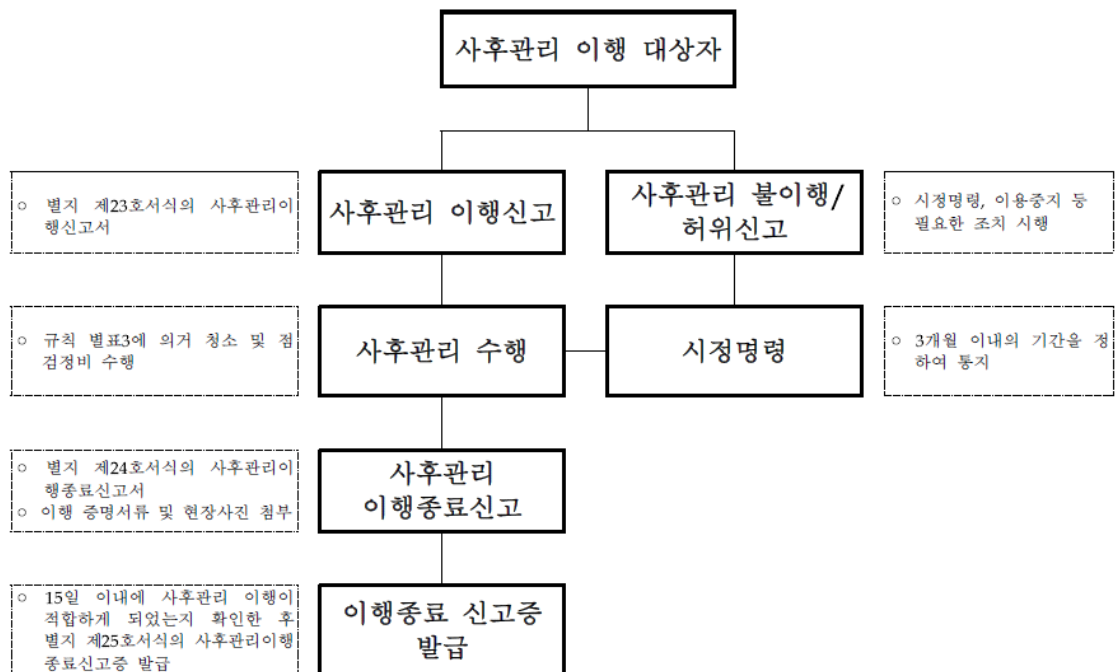 사후관리 이행 대상자
○ 별지 제23호서식의 사후관리이
행신고서
사후관리 이행신고
사후관리 불이행/
허위신고
○ 시정명령, 이용중지 등
필요한 조치 시행
○ 규칙 별표3에 의거 청소 및 점
검정비 수행
사후관리 수행
시정명령
○ 3개월 이내의 기간을 정
하여 통지
○ 별지 제24호서식의 사후관리이
행종료신고서
○ 이행 증명서류 및 현장사진 첨부
사후관리
이행종료신고
○ 15일 이내에 사후관리 이행이
적합하게 되었는지 확인한 후
별지 제25호서식의 사후관리이행
종료신고증 발급
이행종료 신고증
발급